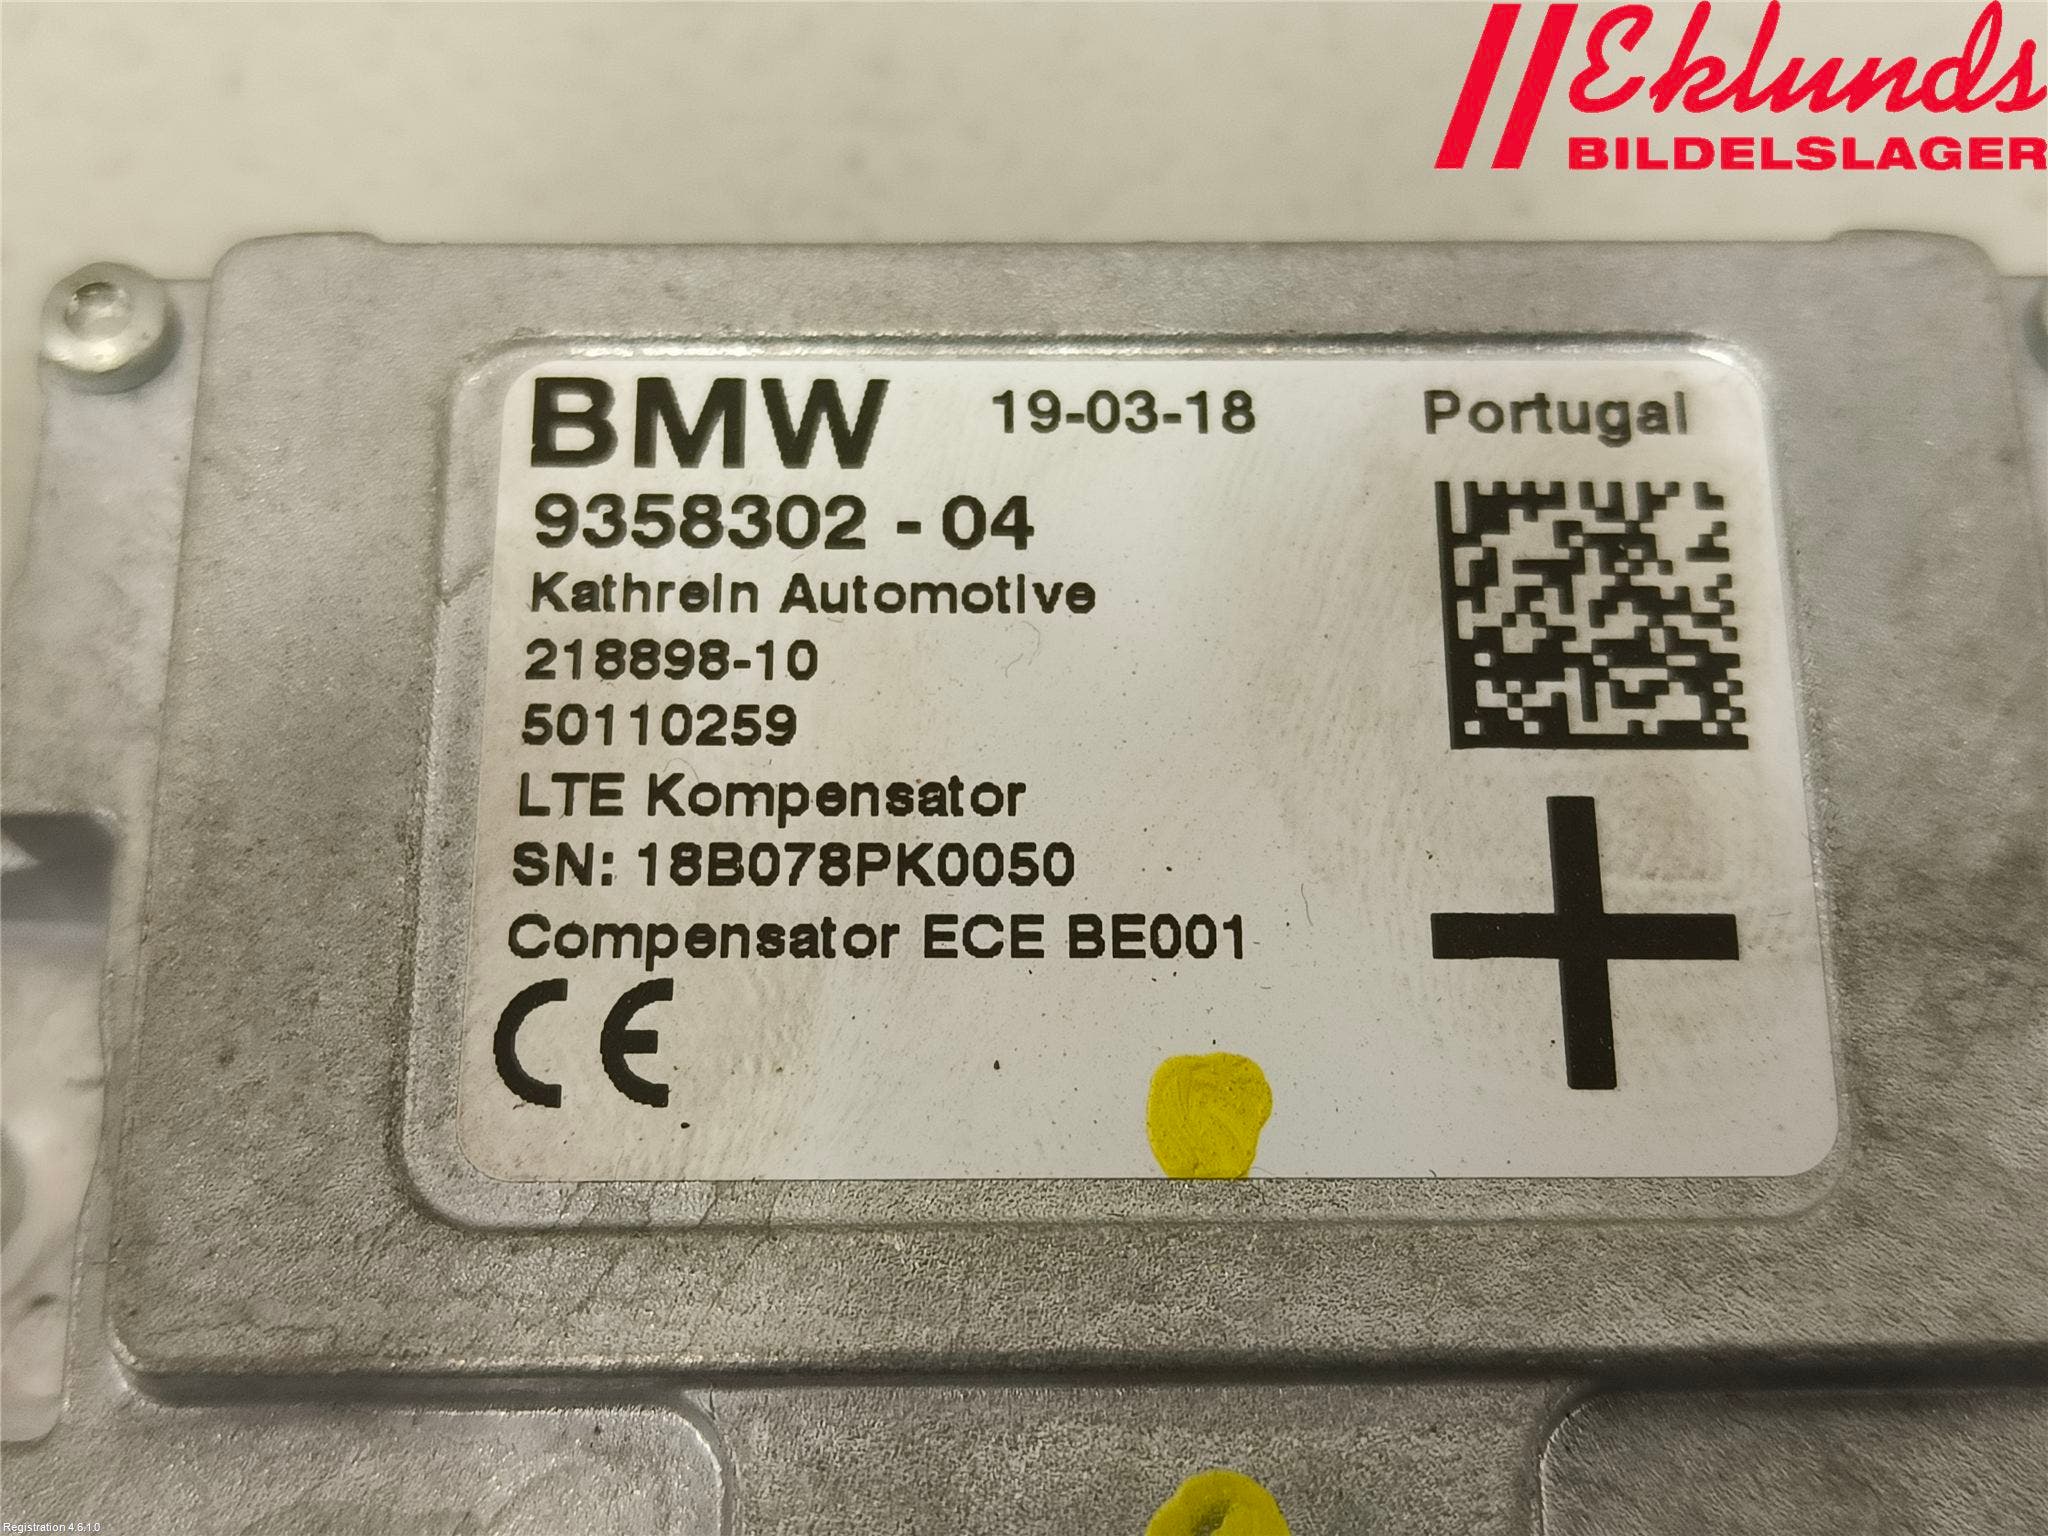 Eklunds
BILDELSLAGER
BMW 19-03-18 Portugal
9358302 - 04
Kathrein Automotive
218898-10
50110259
LTE Kompensator
SN: 18B078PK0050
Compensator ECE BE001
CE
Registration 4.6.1.0